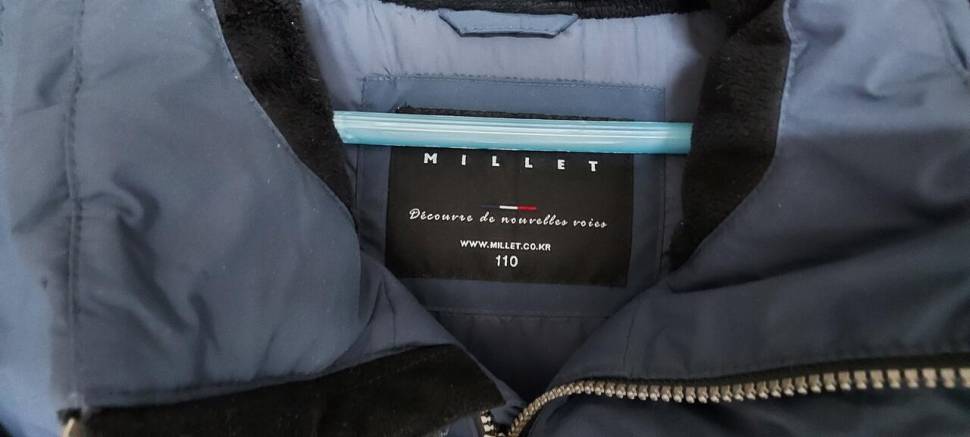 MILLET
Découvre de nouvelles voies
WWW.MILLET.CO.KR
110